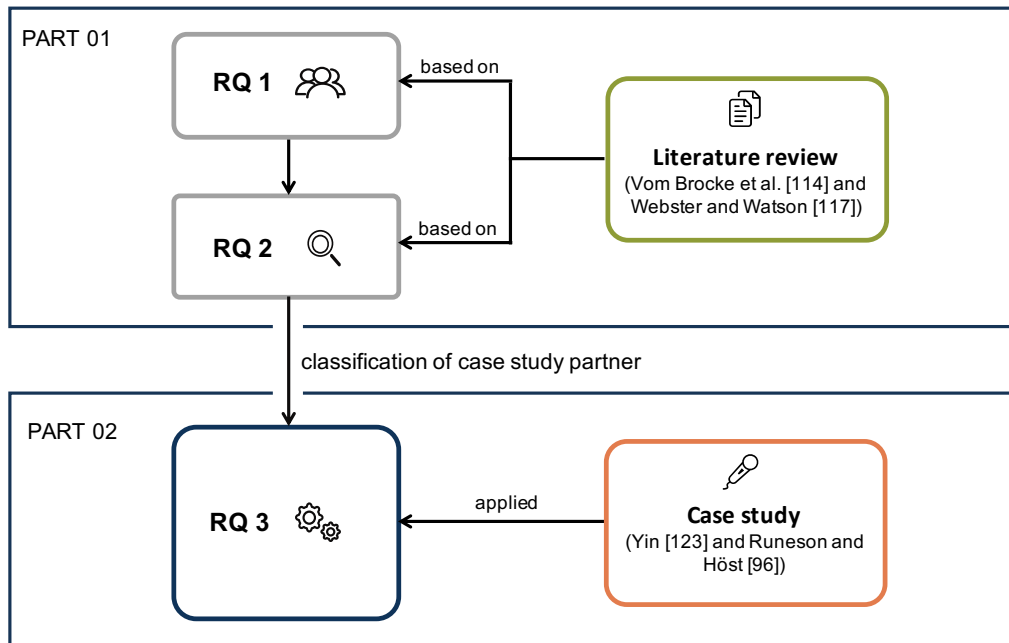 PART 01
RQ 1
based on
Literature review
(Vom Brocke et al. [114] and
Webster and Watson [117])
RQ 2
based on
classification of case study partner
PART 02
RQ 3
applied
Case study
(Yin [123] and Runeson and
Höst [96])